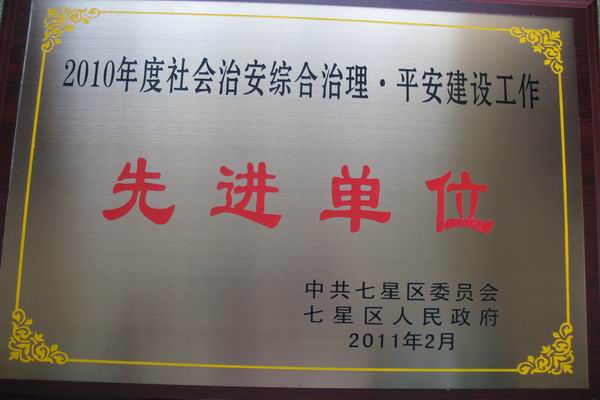 2010年度社会治安综合治理·平安建设工作
先进单位
中共七星区委员会
七星区人民政府
2011年2月